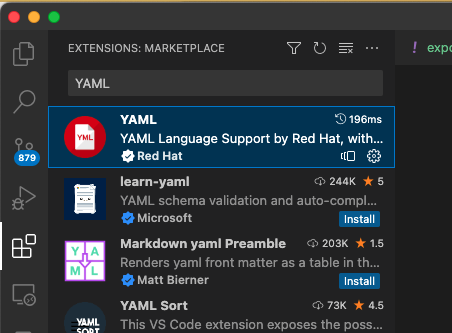 EXTENSIONS: MARKETPLACE
! expo
YAML
YAML 196ms
YML
YAML Language Support by Red Hat, with...
Red Hat
879
learn-yaml 244K 5
YAML schema validation and auto-compl...
Microsoft Install
Markdown yaml Preamble 203K 1.5
YA
ML
Renders yaml front matter as a table in th...
Matt Bierner Install
YAML Sort 73K 4.5
YAML
SORT
This VS Code extension exposes the poss...